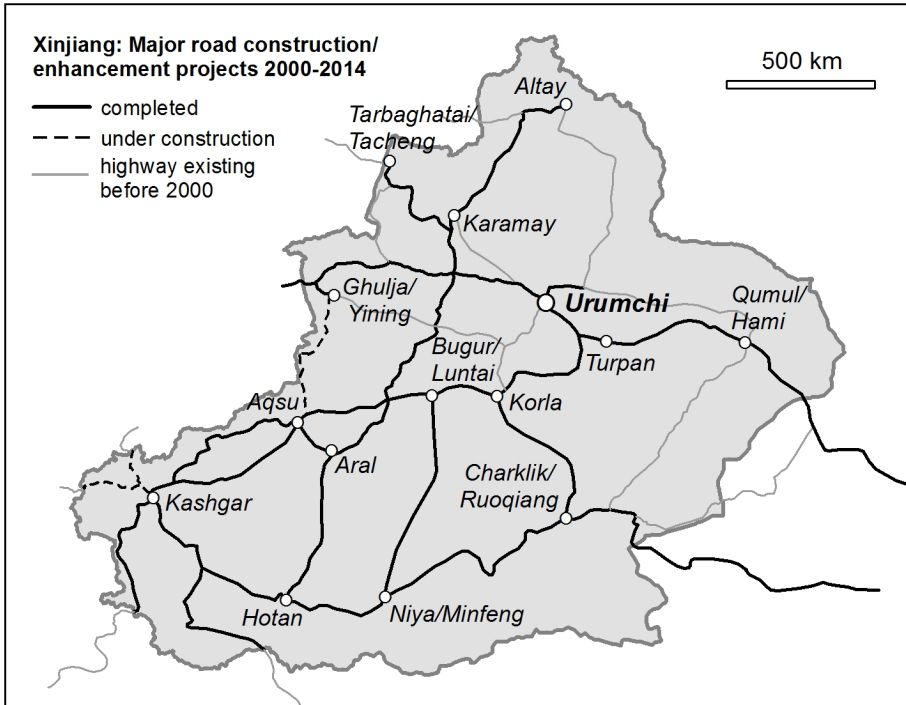 Xinjiang: Major road construction/
enhancement projects 2000-2014
completed
under construction
highway existing
before 2000
500 km
Altay
Tarbaghatai/
Tacheng
Karamay
Ghulja/
Yining
Urumchi
Qumul/
Hami
Bugur/
Luntai
Turpan
Aqsu
Korla
Aral
Charklik/
Ruoqiang
Kashgar
Hotan
Niya/Minfeng